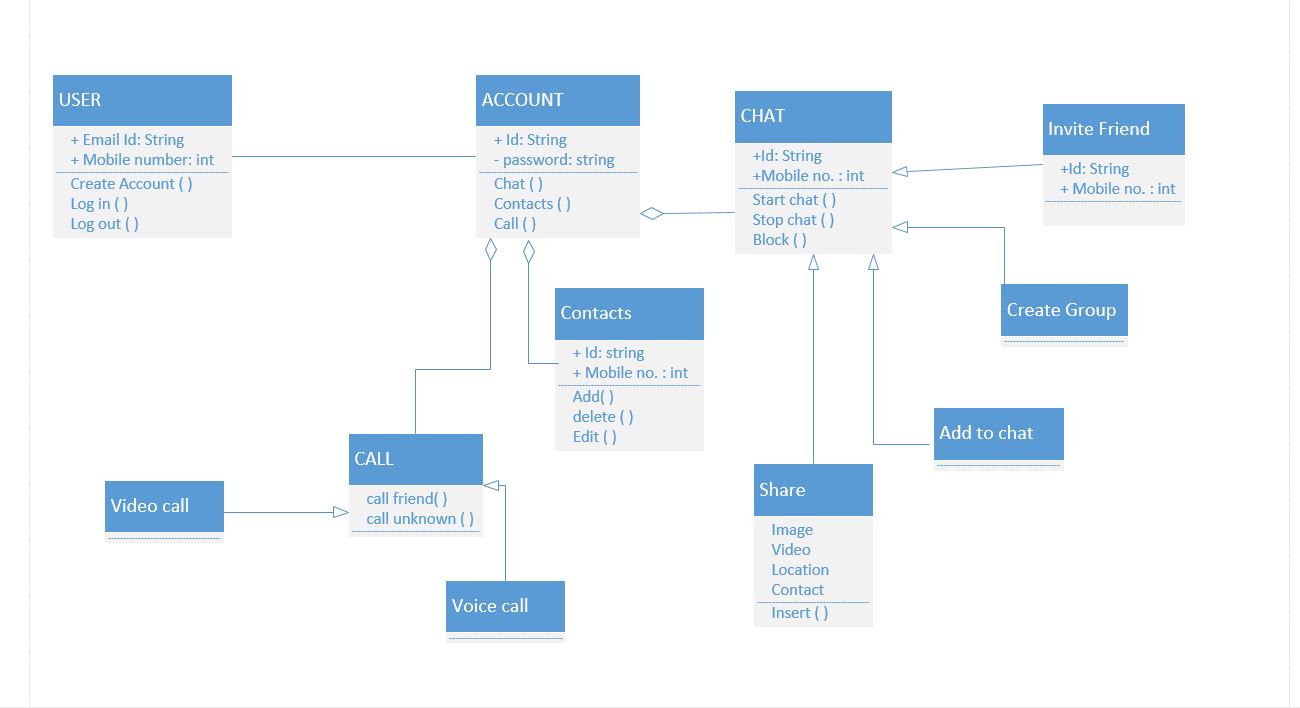 USER
+ Email Id: String
+ Mobile number: int
Create Account ( )
Log in ( )
Log out ( )
ACCOUNT
+ Id: String
- password: string
Chat ( )
Contacts ( )
Call ( )
CHAT
+Id: String
+Mobile no. : int
Start chat ( )
Stop chat ( )
Block ( )
Invite Friend
+Id: String
+ Mobile no. : int
Contacts
+ Id: string
+ Mobile no. : int
Add( )
delete ( )
Edit ( )
Create Group
Add to chat
CALL
call friend( )
call unknown ( )
Video call
Voice call
Share
Image
Video
Location
Contact
Insert ( )